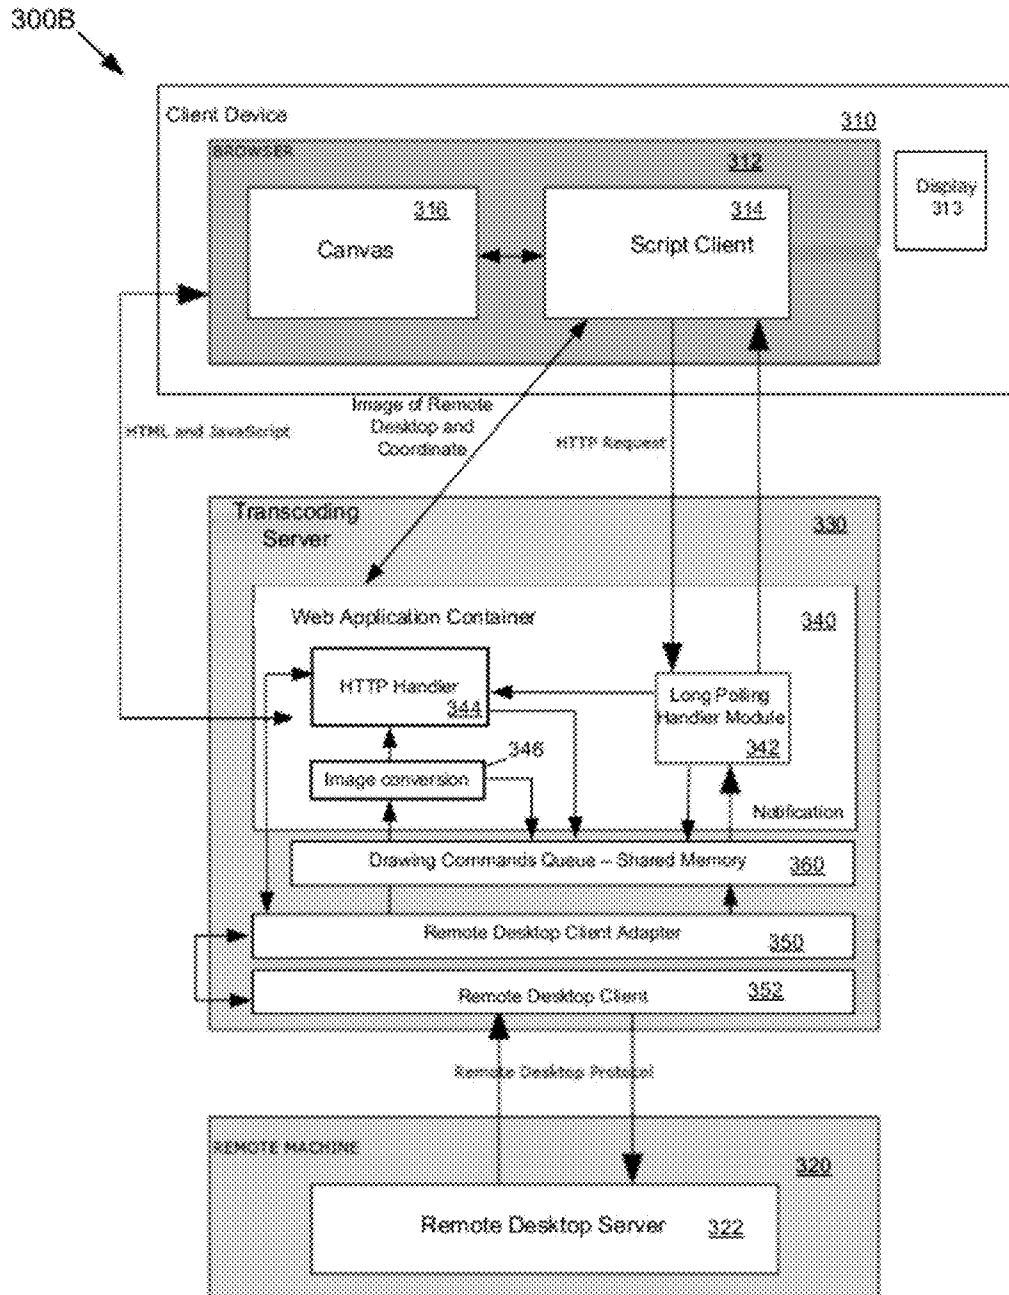 300B
Client Device
310
BROWSER
312
Display
313
316
Canvas
314
Script Client
Image of Remote
Desktop and
Coordinate
HTML and JavaScript
HTTP Request
Transcoding
Server
330
Web Application Container
340
HTTP Handler
344
Long Polling
Handler Module
342
346
Image conversion
Notification
Drawing Commands Queue – Shared Memory
360
Remote Desktop Client Adapter
350
Remote Desktop Client
352
Remote Desktop Protocol
REMOTE MACHINE
320
Remote Desktop Server
322